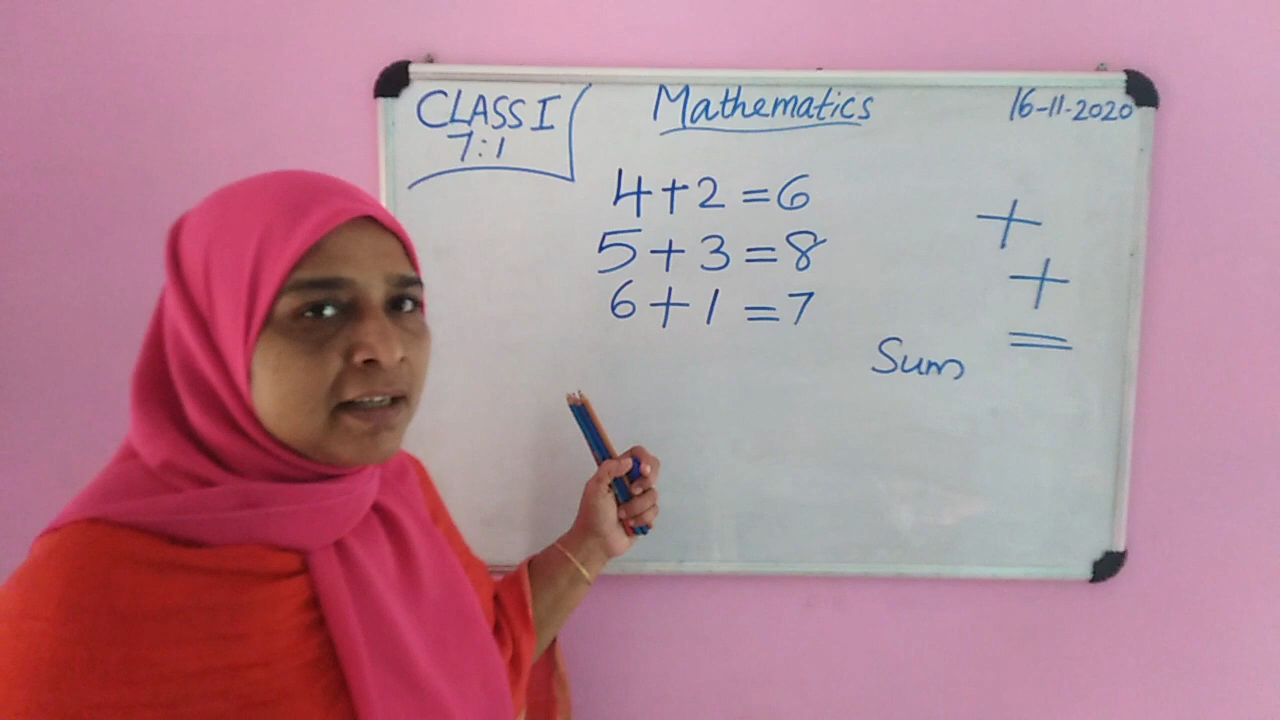 CLASS I
7:1
Mathematics
16-11-2020
4+2=6
5+3=8
6+1=7
+
+
=
Sum